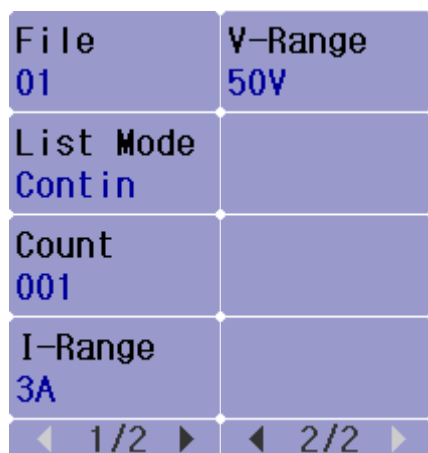 File
01
List Mode
Contin
Count
001
I-Range
3A
◀ 1/2 ▶
V-Range
50V
◀ 2/2 ▶